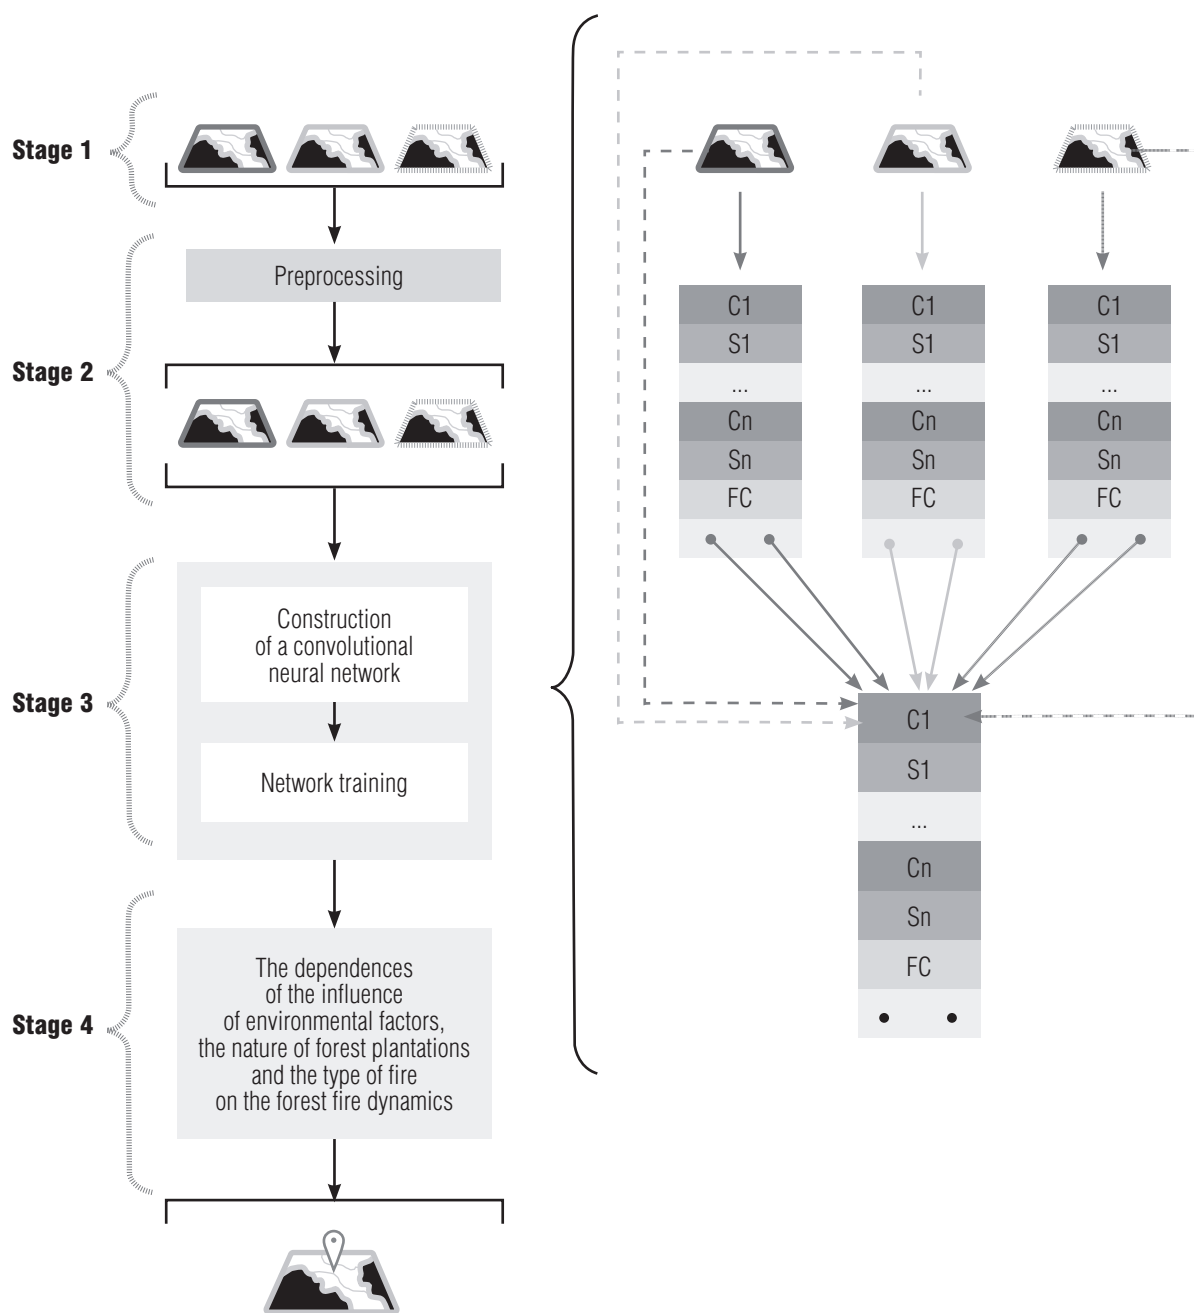 Stage 1
Stage 2
Preprocessing
Stage 3
Construction
of a convolutional
neural network
Network training
Stage 4
The dependences
of the influence
of environmental factors,
the nature of forest plantations
and the type of fire
on the forest fire dynamics
C1
S1
...
Cn
Sn
FC
C1
S1
...
Cn
Sn
FC
C1
S1
...
Cn
Sn
FC
C1
S1
...
Cn
Sn
FC